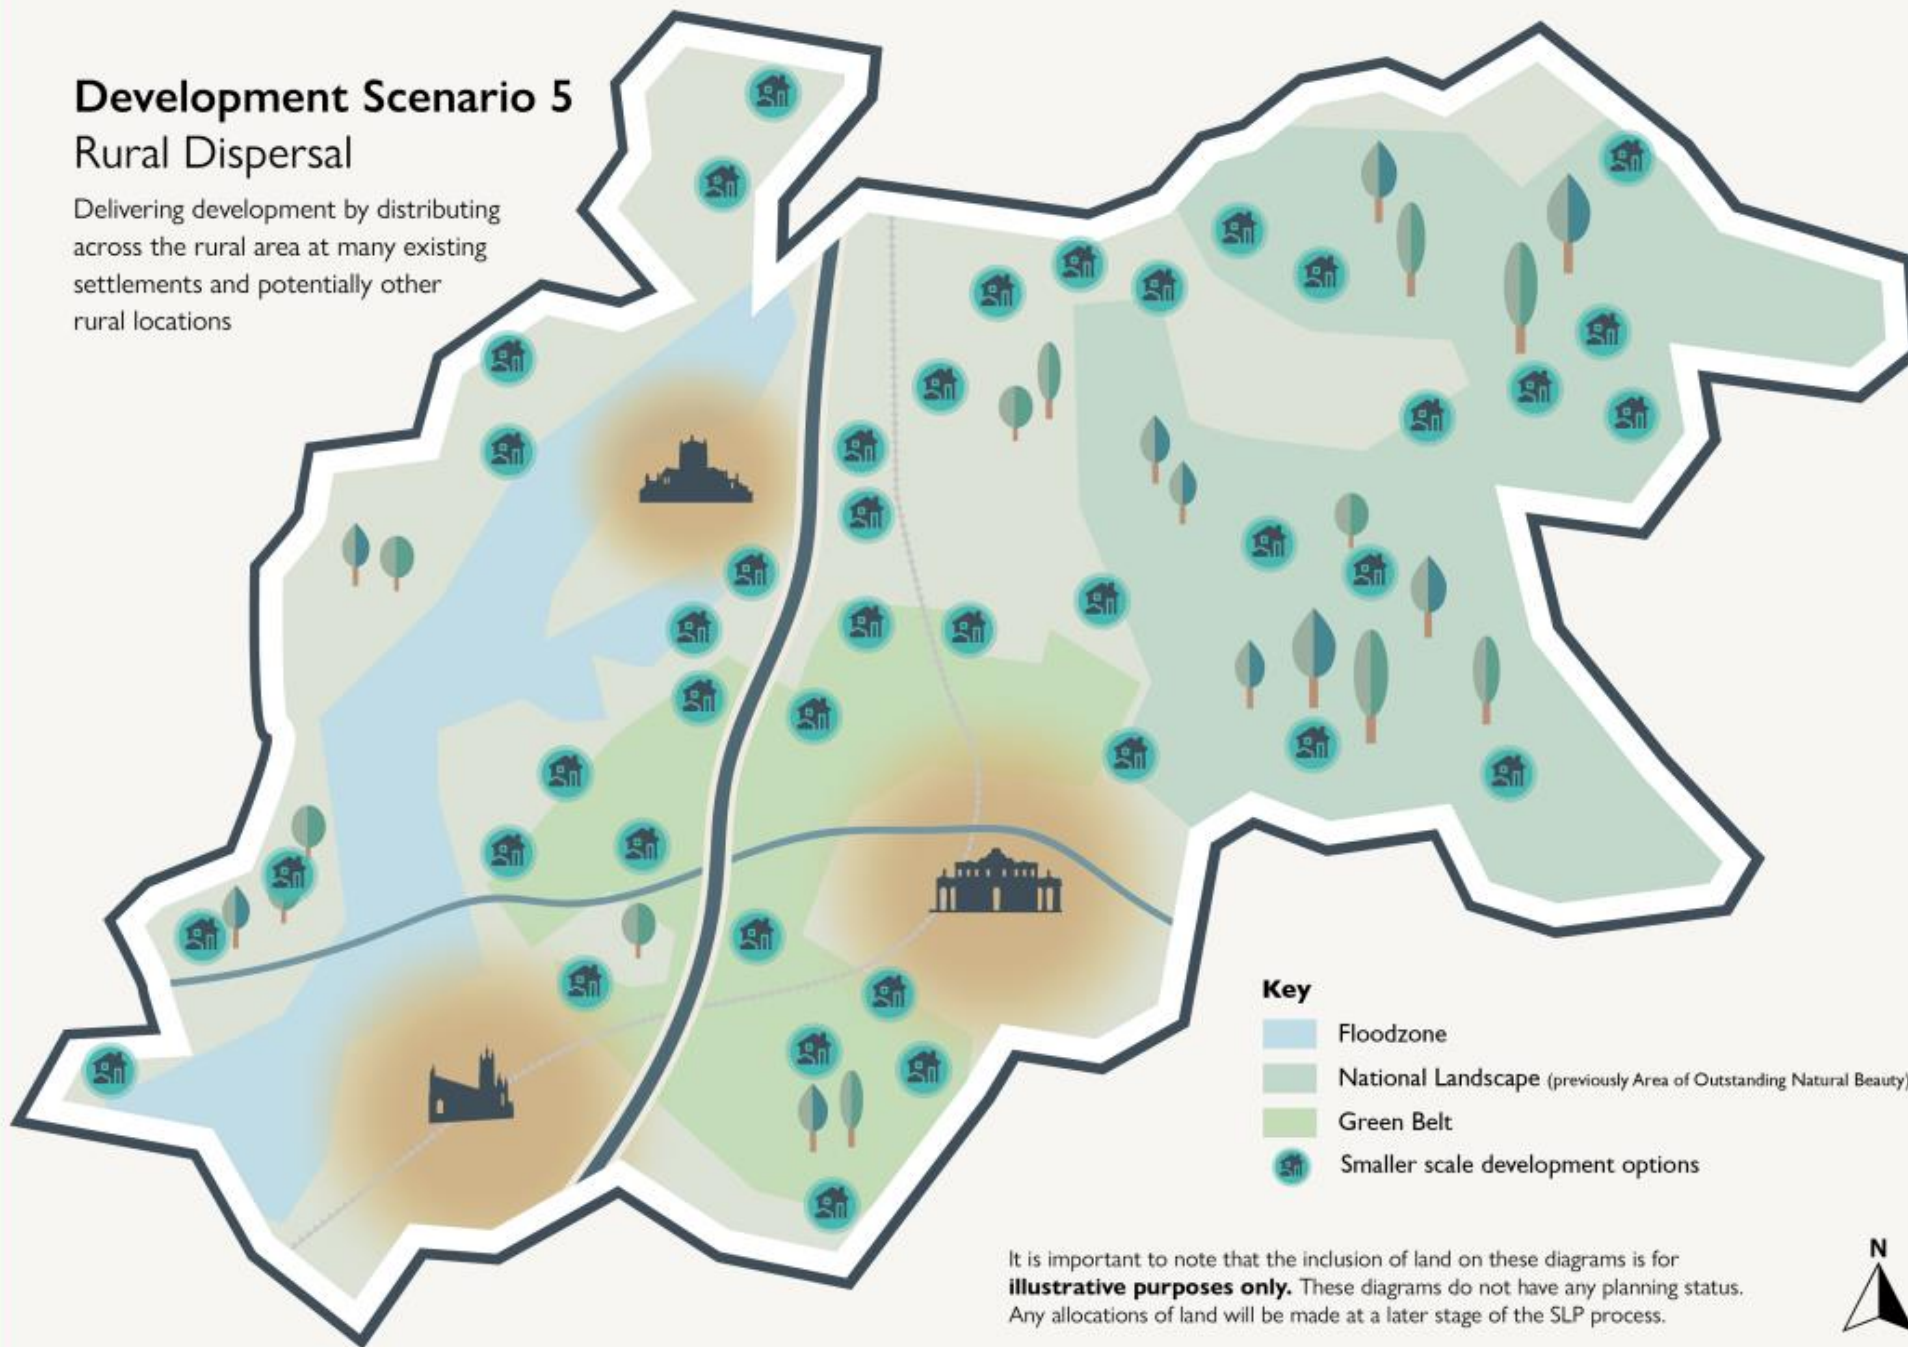 Development Scenario 5
Rural Dispersal
Delivering development by distributing
across the rural area at many existing
settlements and potentially other
rural locations
Key
Floodzone
National Landscape (previously Area of Outstanding Natural Beauty)
Green Belt
Smaller scale development options
It is important to note that the inclusion of land on these diagrams is for
illustrative purposes only. These diagrams do not have any planning status.
Any allocations of land will be made at a later stage of the SLP process.
N